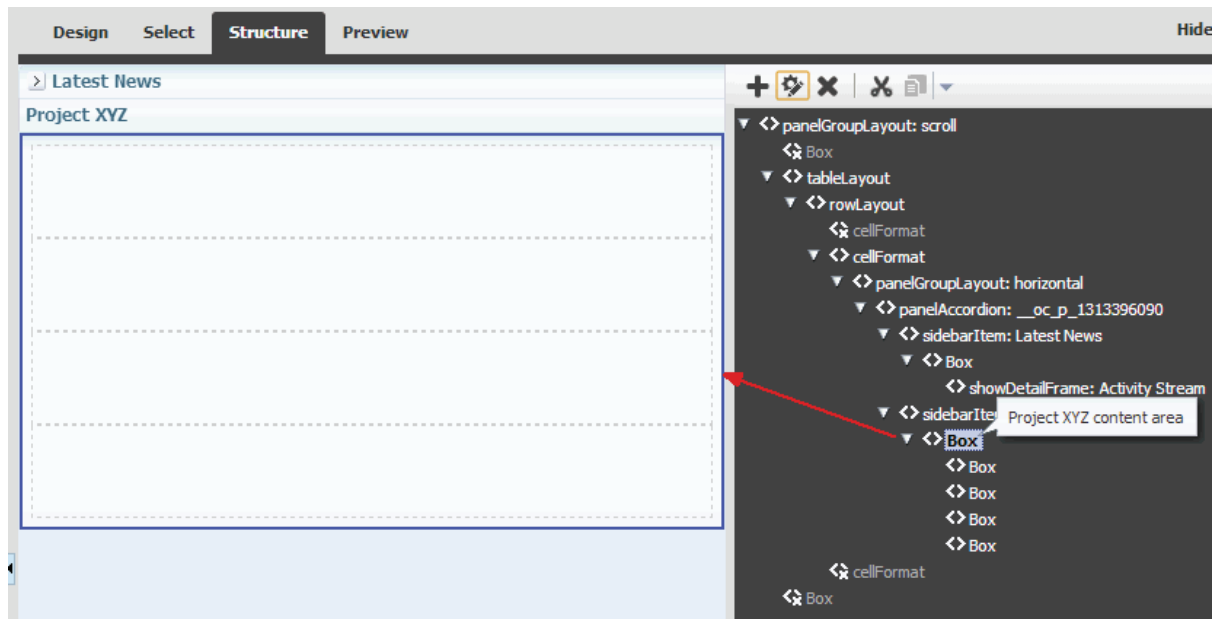 Design Select Structure Preview Hide
Latest News
Project XYZ
panelGroupLayout: scroll
Box
tableLayout
rowLayout
cellFormat
cellFormat
panelGroupLayout: horizontal
panelAccordion: __oc_p_1313396090
sidebarItem: Latest News
Box
showDetailFrame: Activity Stream
sidebarIte
Project XYZ content area
Box
Box
Box
Box
Box
cellFormat
Box